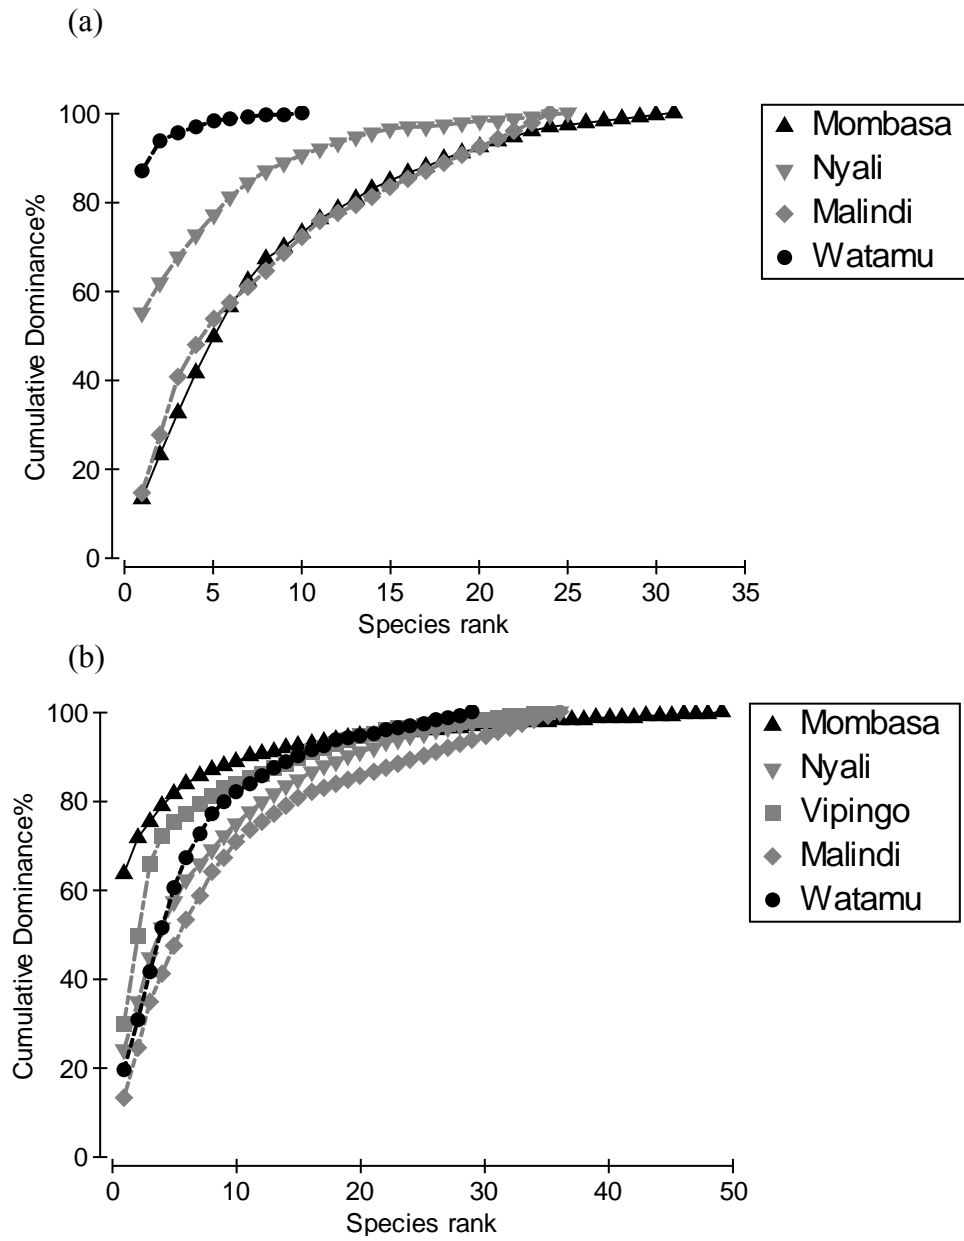 (a)
100
80
60
40
20
0
Cumulative Dominance%
0 5 10 15 20 25 30 35
Species rank
Mombasa
Nyali
Malindi
Watamu
(b)
100
80
60
40
20
0
Cumulative Dominance%
0 10 20 30 40 50
Species rank
Mombasa
Nyali
Vipingo
Malindi
Watamu